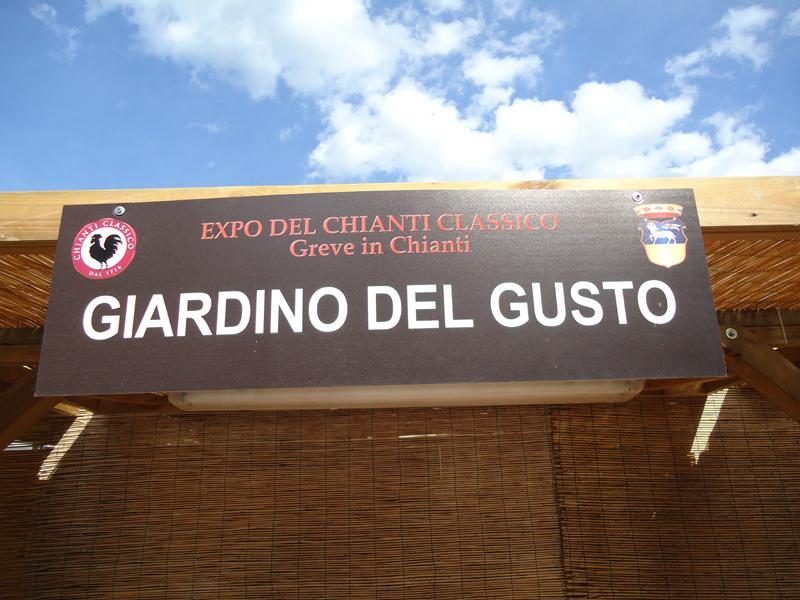 EXPO DEL CHIANTI CLASSICO
Greve in Chianti
CHIANTI CLASSICO
DAL 1716
GIARDINO DEL GUSTO